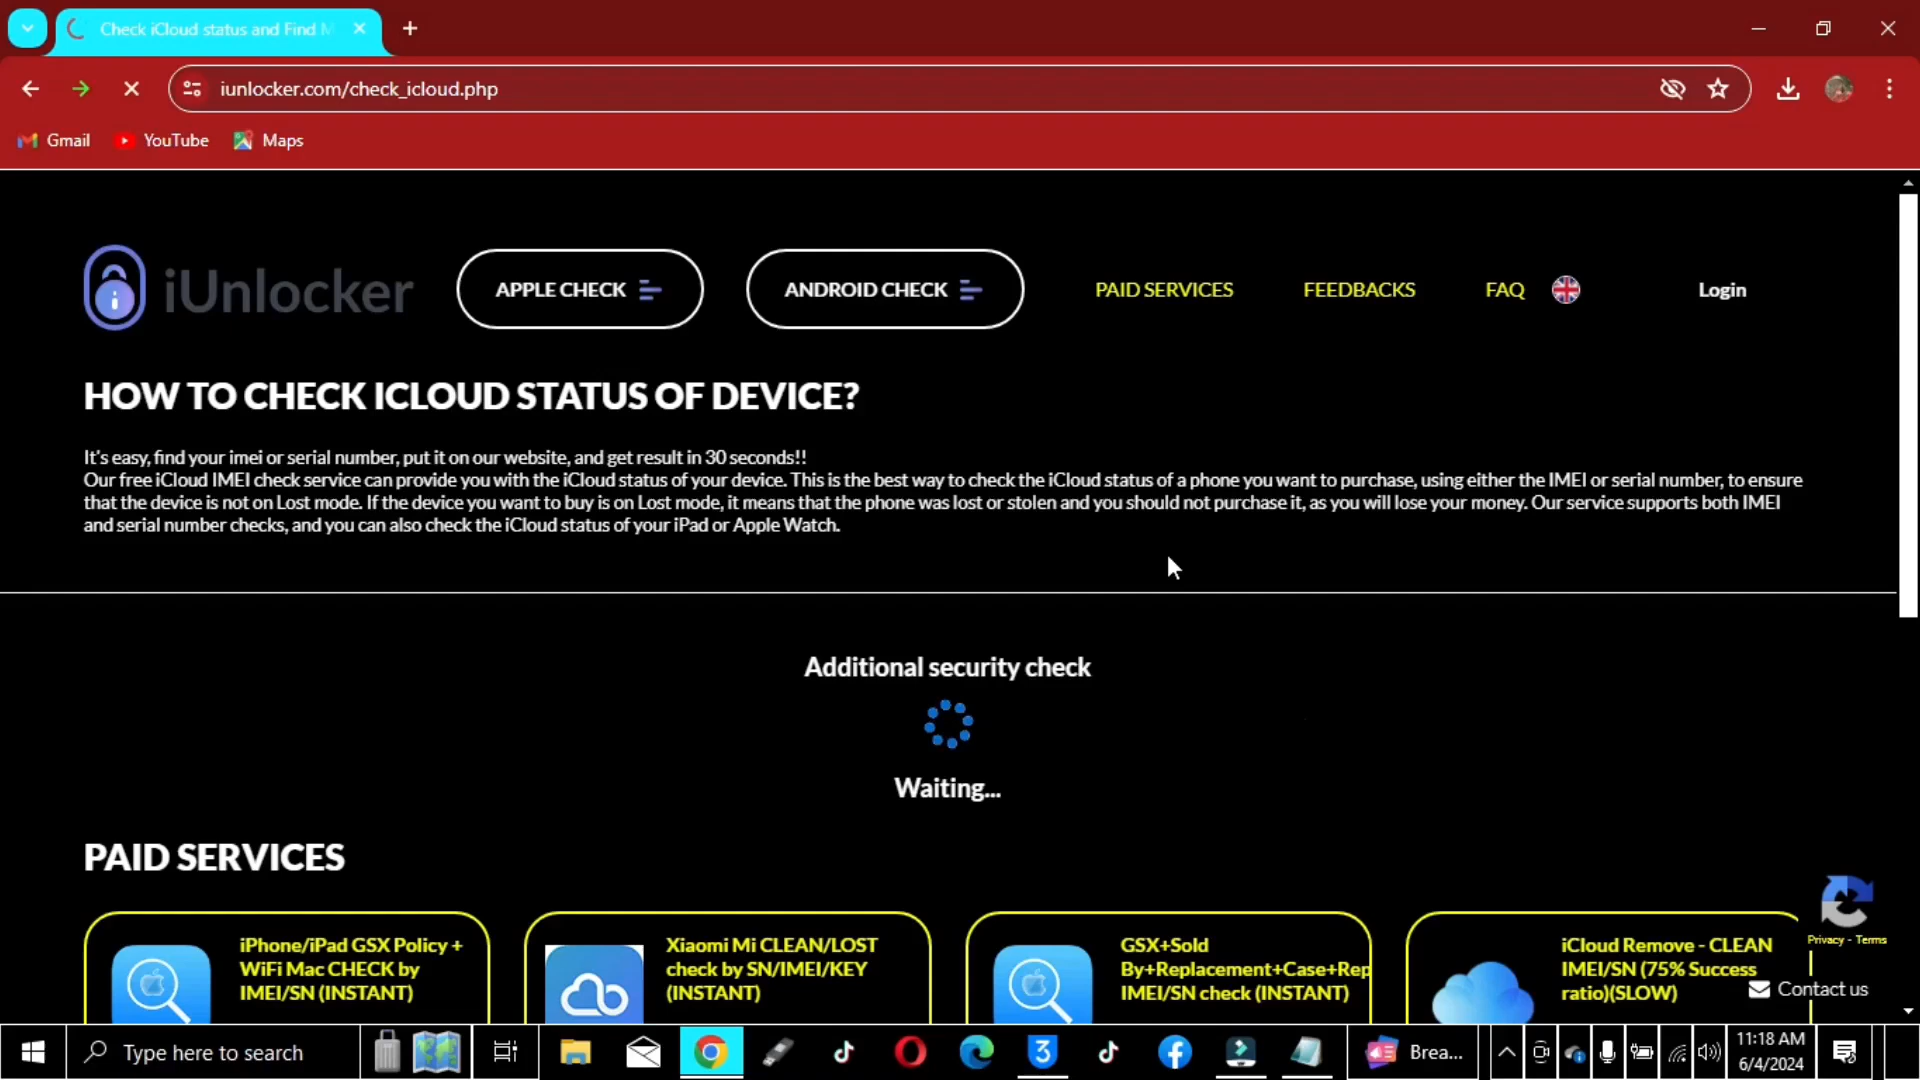 Check iCloud status and Find M
iunlocker.com/check_icloud.php
Gmail
YouTube
Maps
iUnlocker
APPLE CHECK
ANDROID CHECK
PAID SERVICES
FEEDBACKS
FAQ
Login
HOW TO CHECK ICLOUD STATUS OF DEVICE?
It's easy, find your imei or serial number, put it on our website, and get result in 30 seconds!!
Our free iCloud IMEI check service can provide you with the iCloud status of your device. This is the best way to check the iCloud status of a phone you want to purchase, using either the IMEI or serial number, to ensure
that the device is not on Lost mode. If the device you want to buy is on Lost mode, it means that the phone was lost or stolen and you should not purchase it, as you will lose your money. Our service supports both IMEI
and serial number checks, and you can also check the iCloud status of your iPad or Apple Watch.
Additional security check
Waiting...
PAID SERVICES
iPhone/iPad GSX Policy +
WiFi Mac CHECK by
IMEI/SN (INSTANT)
Xiaomi Mi CLEAN/LOST
check by SN/IMEI/KEY
(INSTANT)
GSX+Sold
By+Replacement+Case+Rep
IMEI/SN check (INSTANT)
iCloud Remove - CLEAN
IMEI/SN (75% Success
ratio)(SLOW)
Privacy - Terms
Contact us
Type here to search
Brea...
11:18 AM
6/4/2024